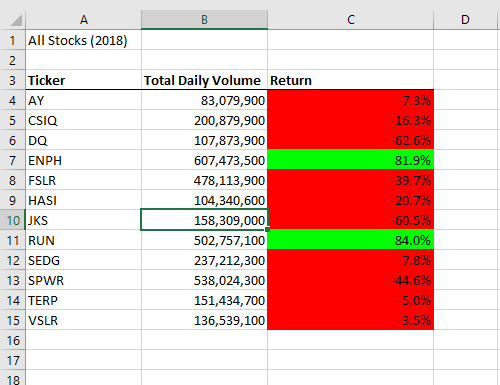 A B C D
1 All Stocks (2018)
2
3 Ticker Total Daily Volume Return
4 AY 83,079,900 -7.3%
5 CSIQ 200,879,900 -16.3%
6 DQ 107,873,900 -62.6%
7 ENPH 607,473,500 81.9%
8 FSLR 478,113,900 -39.7%
9 HASI 104,340,600 -20.7%
10 JKS 158,309,000 -60.5%
11 RUN 502,757,100 84.0%
12 SEDG 237,212,300 -7.8%
13 SPWR 538,024,300 -44.6%
14 TERP 151,434,700 -5.0%
15 VSLR 136,539,100 -3.5%
16
17
18